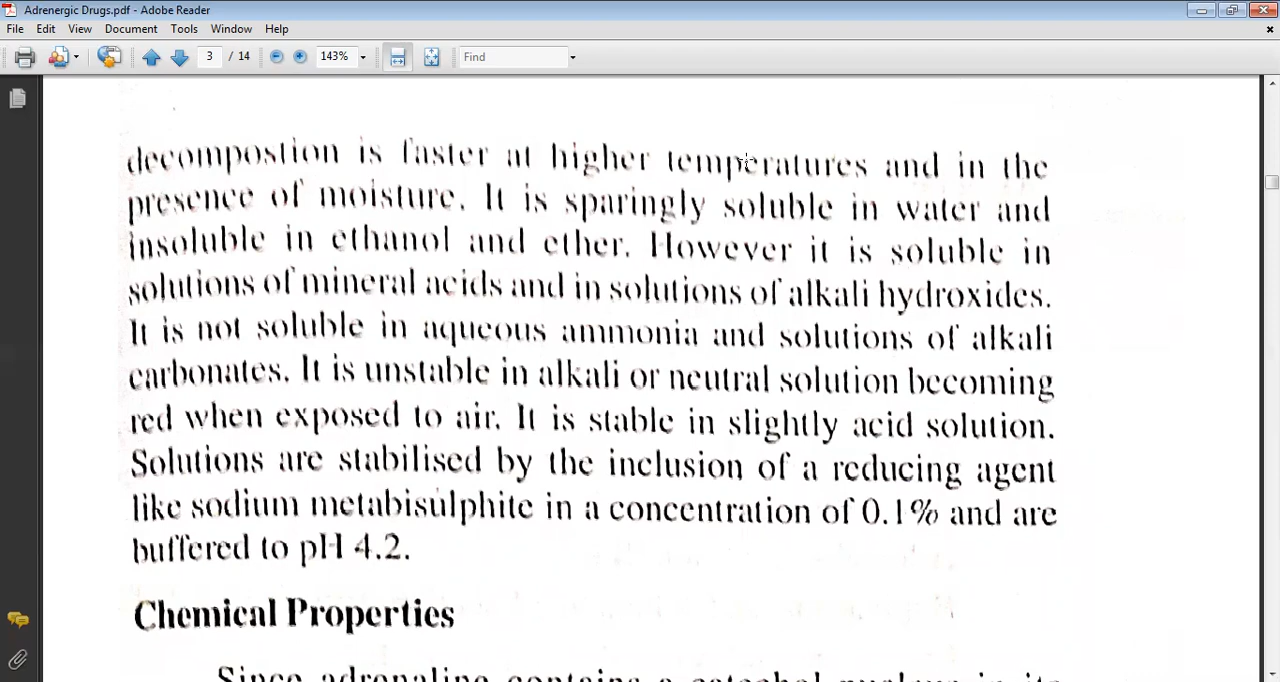 Adrenergic Drugs.pdf - Adobe Reader
File Edit View Document Tools Window Help
3 / 14 143% Find
decompostion is faster at higher temperatures and in the
presence of moisture. It is sparingly soluble in water and
insoluble in ethanol and ether. However it is soluble in
solutions of mineral acids and in solutions of alkali hydroxides.
It is not soluble in aqueous ammonia and solutions of alkali
carbonates. It is unstable in alkali or neutral solution becoming
red when exposed to air. It is stable in slightly acid solution.
Solutions are stabilised by the inclusion of a reducing agent
like sodium metabisulphite in a concentration of 0.1% and are
buffered to pH 4.2.
Chemical Properties
Since adrenaline contains a catechol nucleus in its